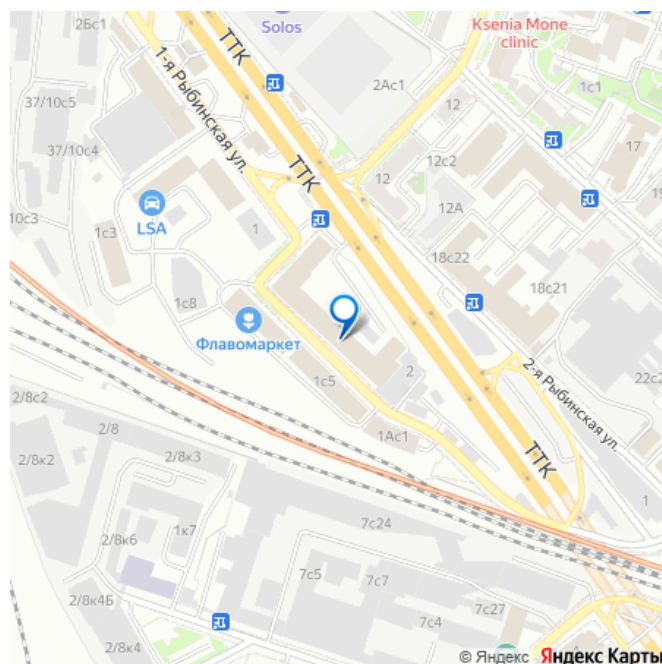 2Бс1
Solos
Ksenia Mone
clinic
ТТК
1-я Рыбинская ул.
2Ас1
1с1
37/10с5
12
37/10с4
12с2
17
ТТК
12
12А
10с3
LSA
1с3
1
18с22
18с21
1с8
Флавомаркет
2
1с5
22с2
2-я Рыбинская ул.
2/8с2
2/8
1Ас1
ТТК
2/8к2
2/8к3
1
7с24
1к7
2/8к6
7с5
7с7
2/8к4Б
7с27
7с4
2/8к4
© Яндекс Яндекс Карты